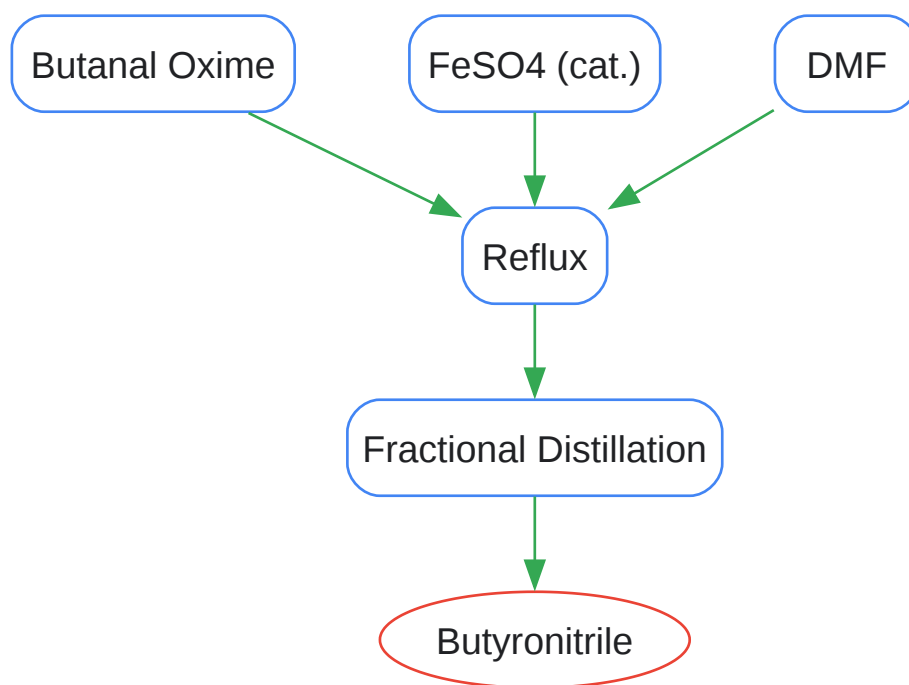 Butanal Oxime
FeSO4 (cat.)
DMF
Reflux
Fractional Distillation
Butyronitrile